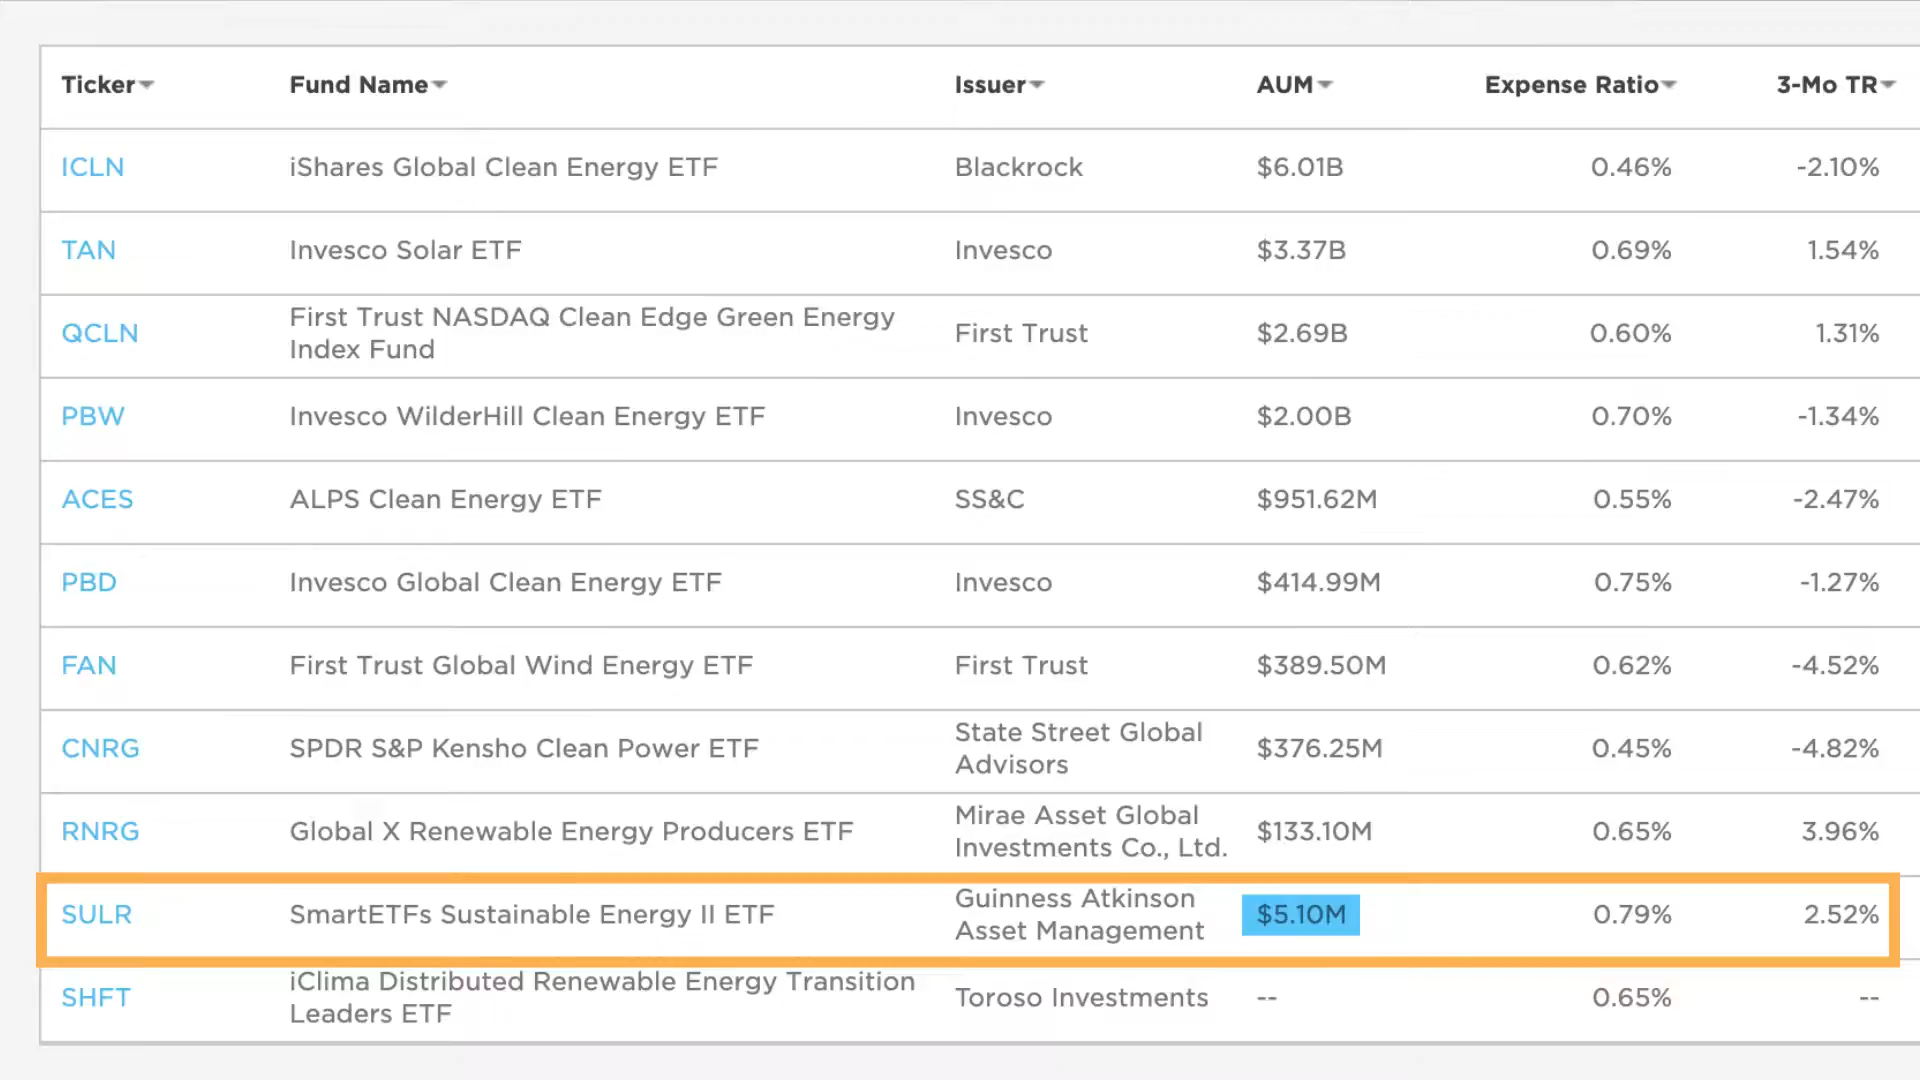 Ticker Fund Name Issuer AUM Expense Ratio 3-Mo TR
ICLN iShares Global Clean Energy ETF Blackrock $6.01B 0.46% -2.10%
TAN Invesco Solar ETF Invesco $3.37B 0.69% 1.54%
QCLN First Trust NASDAQ Clean Edge Green Energy
Index Fund First Trust $2.69B 0.60% 1.31%
PBW Invesco WilderHill Clean Energy ETF Invesco $2.00B 0.70% -1.34%
ACES ALPS Clean Energy ETF SS&C $951.62M 0.55% -2.47%
PBD Invesco Global Clean Energy ETF Invesco $414.99M 0.75% -1.27%
FAN First Trust Global Wind Energy ETF First Trust $389.50M 0.62% -4.52%
CNRG SPDR S&P Kensho Clean Power ETF State Street Global
Advisors $376.25M 0.45% -4.82%
RNRG Global X Renewable Energy Producers ETF Mirae Asset Global
Investments Co., Ltd. $133.10M 0.65% 3.96%
SULR SmartETFs Sustainable Energy II ETF Guinness Atkinson
Asset Management $5.10M 0.79% 2.52%
SHFT iClima Distributed Renewable Energy Transition
Leaders ETF Toroso Investments -- 0.65% --